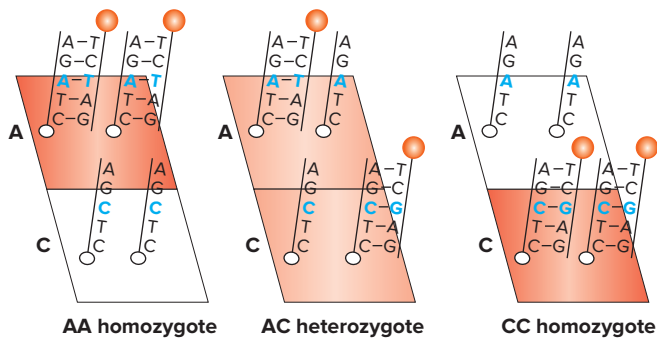 A–T A–T
G–C G–C
A–T A–T
T–A T–A
A C–G C–G
A A
G G
C C
T T
C C C
AA homozygote
A–T A
G–C G
A–T A
T–A T
A C–G C
A A–T
G G–C
C C–G
T T–A
C C C–G
AC heterozygote
A A
G G
A A
T T
A C C
A–T A–T
G–C G–C
C–G C–G
T–A T–A
C C–G C–G
CC homozygote